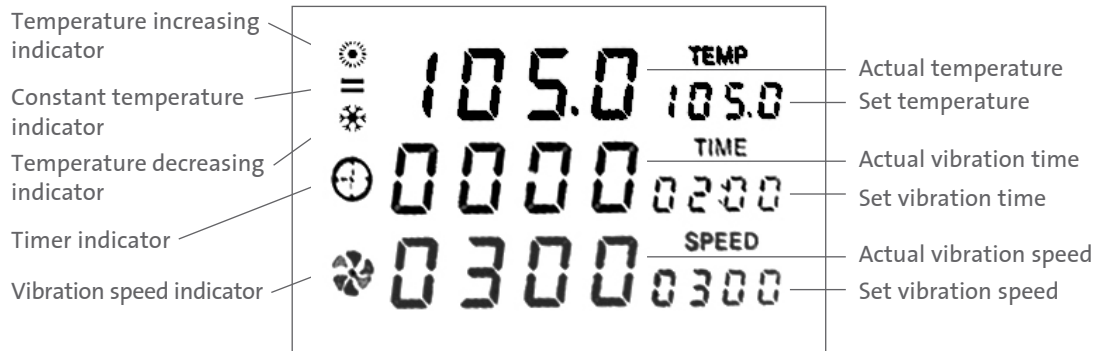 Temperature increasing
indicator
Constant temperature
indicator
Temperature decreasing
indicator
Timer indicator
Vibration speed indicator
105.0
TEMP
105.0
0000
TIME
02:00
0300
SPEED
0300
Actual temperature
Set temperature
Actual vibration time
Set vibration time
Actual vibration speed
Set vibration speed